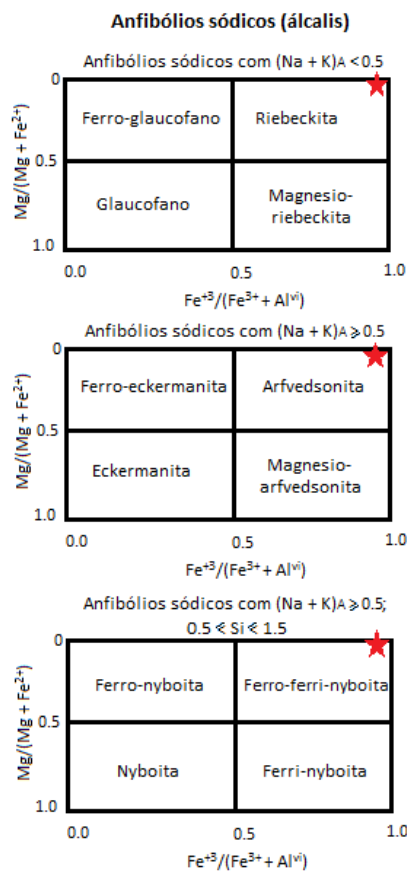 Anfibólios sódicos (álcalis)
Anfibólios sódicos com (Na + K)A < 0.5
0
Ferro-glaucofano
Riebeckita
Mg/(Mg + Fe²⁺)
0.5
Glaucofano
Magnesio-
riebeckita
1.0
0.0
0.5
1.0
Fe⁺³/(Fe³⁺ + Alᵛⁱ)
Anfibólios sódicos com (Na + K)A ⩾ 0.5
0
Ferro-eckermanita
Arfvedsonita
Mg/(Mg + Fe²⁺)
0.5
Eckermanita
Magnesio-
arfvedsonita
1.0
0.0
0.5
1.0
Fe⁺³/(Fe³⁺ + Alᵛⁱ)
Anfibólios sódicos com (Na + K)A ⩾ 0.5;
0.5 ⩽ Si ⩽ 1.5
0
Ferro-nyboita
Ferro-ferri-nyboita
Mg/(Mg + Fe²⁺)
0.5
Nyboita
Ferri-nyboita
1.0
0.0
0.5
1.0
Fe⁺³/(Fe³⁺ + Alᵛⁱ)